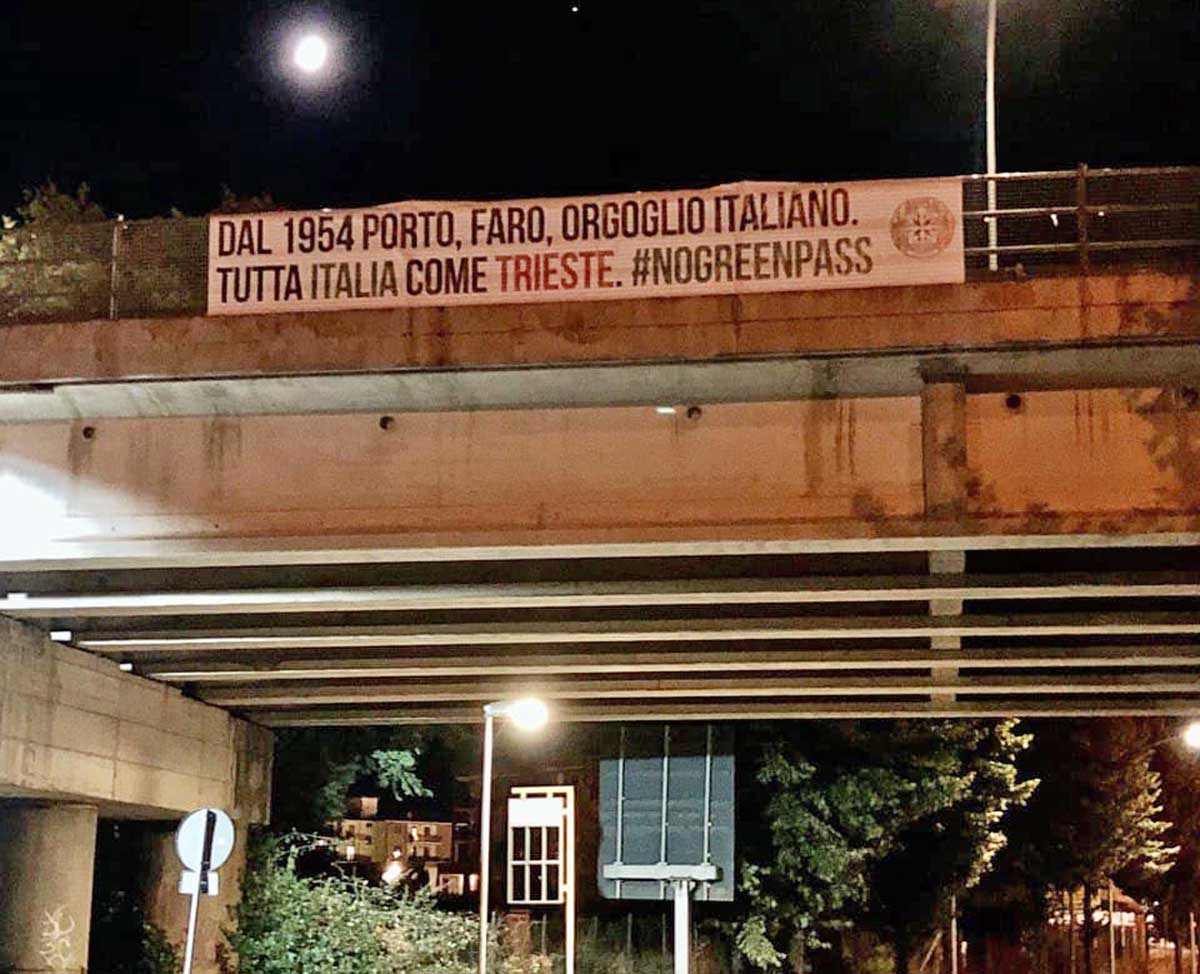 DAL 1954 PORTO, FARO, ORGOGLIO ITALIANO.
TUTTA ITALIA COME TRIESTE. #NOGREENPASS